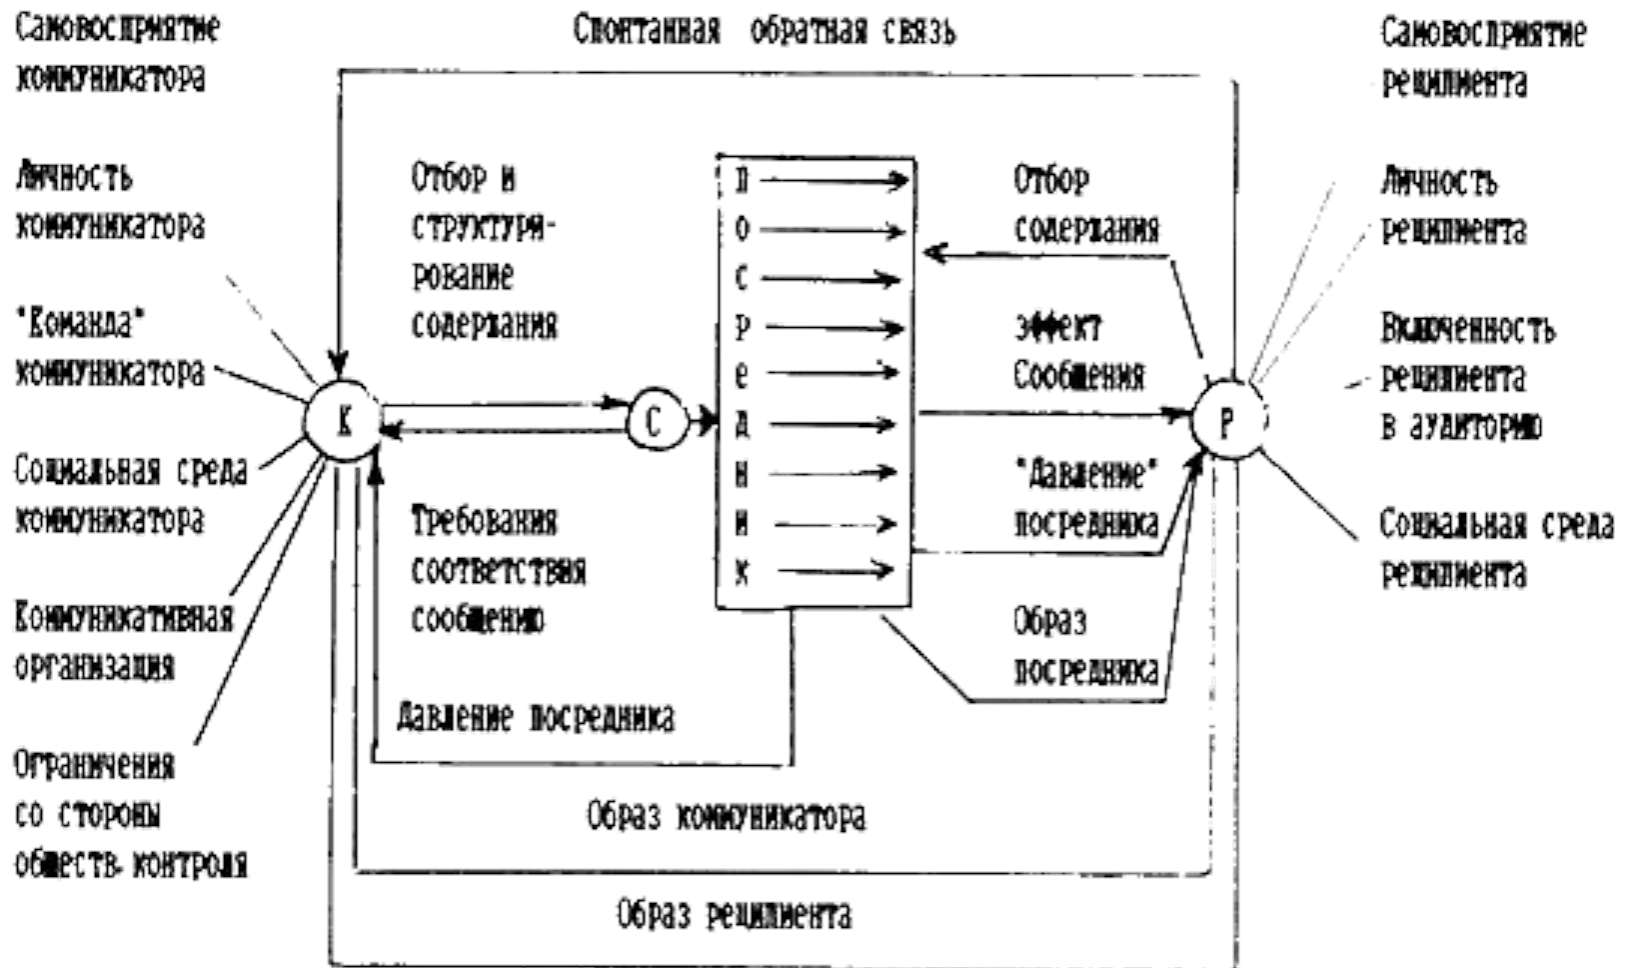 Самовосприятие
коммуникатора
Личность
коммуникатора
"Команда"
коммуникатора
Социальная среда
коммуникатора
Коммуникативная
организация
Ограничения
со стороны
обществ. контроля
Спонтанная обратная связь
Отбор и
структури-
рование
содержания
К
С
Требования
соответствия
сообщению
Давление посредника
П
О
С
Р
е
д
н
и
к
Отбор
содержания
эффект
Сообщения
"Давление"
посредника
Образ
посредника
Р
Образ коммуникатора
Образ реципиента
Самовосприятие
реципиента
Личность
реципиента
Включенность
реципиента
в аудиторию
Социальная среда
реципиента